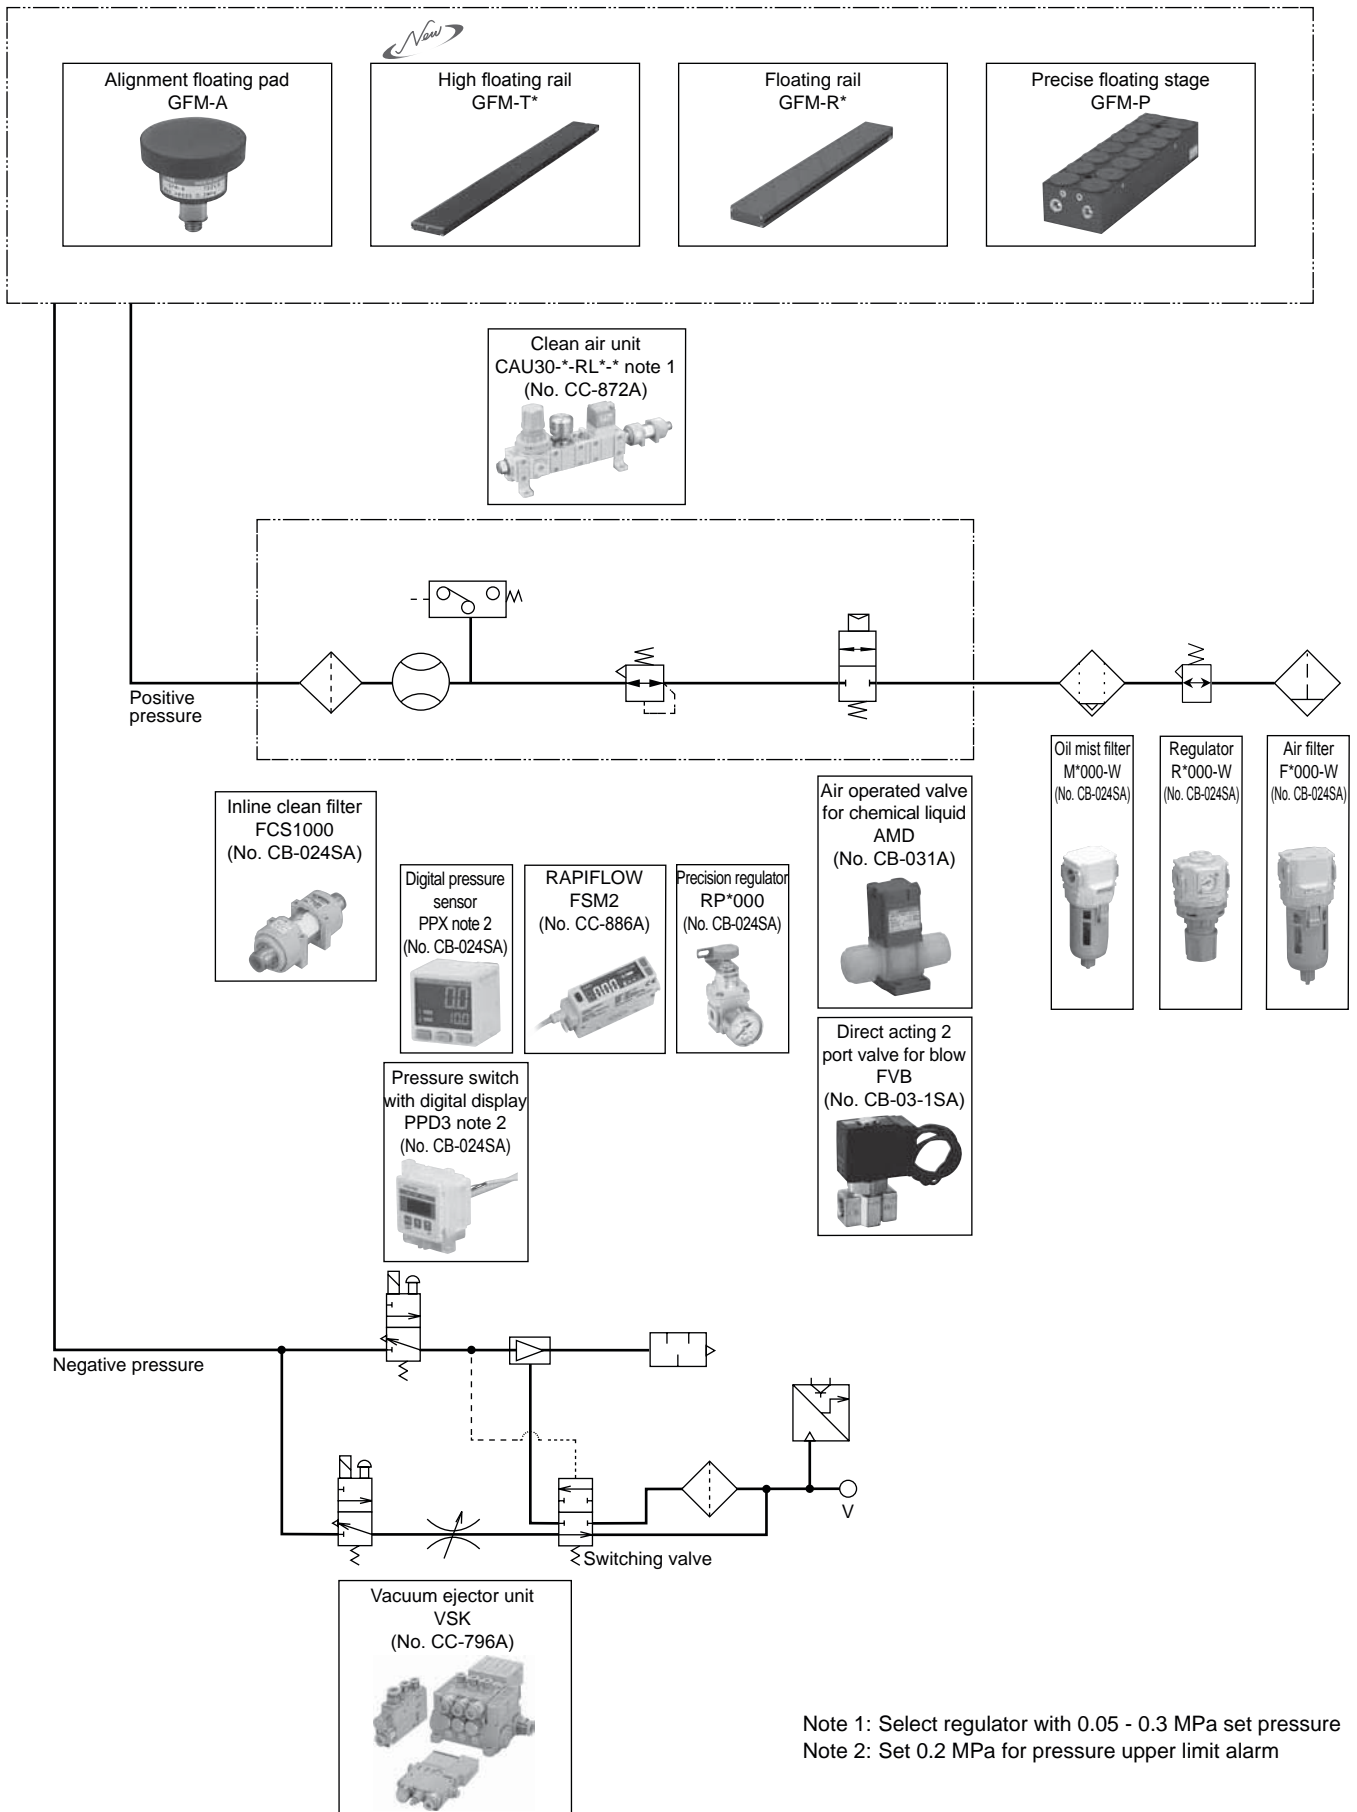 New
Alignment floating pad
GFM-A
High floating rail
GFM-T*
Floating rail
GFM-R*
Precise floating stage
GFM-P
Clean air unit
CAU30-*-RL*-* note 1
(No. CC-872A)
Positive
pressure
Oil mist filter
M*000-W
(No. CB-024SA)
Regulator
R*000-W
(No. CB-024SA)
Air filter
F*000-W
(No. CB-024SA)
Inline clean filter
FCS1000
(No. CB-024SA)
Digital pressure
sensor
PPX note 2
(No. CB-024SA)
RAPIFLOW
FSM2
(No. CC-886A)
Precision regulator
RP*000
(No. CB-024SA)
Air operated valve
for chemical liquid
AMD
(No. CB-031A)
Pressure switch
with digital display
PPD3 note 2
(No. CB-024SA)
Direct acting 2
port valve for blow
FVB
(No. CB-03-1SA)
Negative pressure
V
Switching valve
Vacuum ejector unit
VSK
(No. CC-796A)
Note 1: Select regulator with 0.05 - 0.3 MPa set pressure
Note 2: Set 0.2 MPa for pressure upper limit alarm